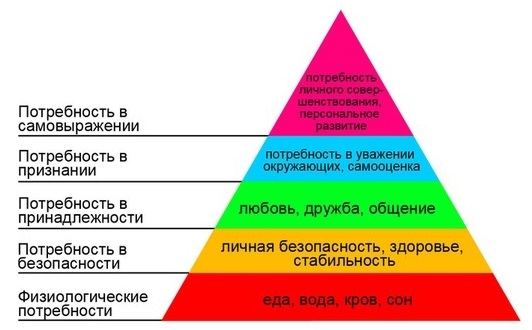 потребность
личного совер-
шенствования,
персональное
развитие
Потребность в
самовыражении
потребность в уважении
окружающих, самооценка
Потребность в
признании
любовь, дружба, общение
Потребность в
принадлежности
личная безопасность, здоровье,
стабильность
Потребность в
безопасности
еда, вода, кров, сон
Физиологические
потребности